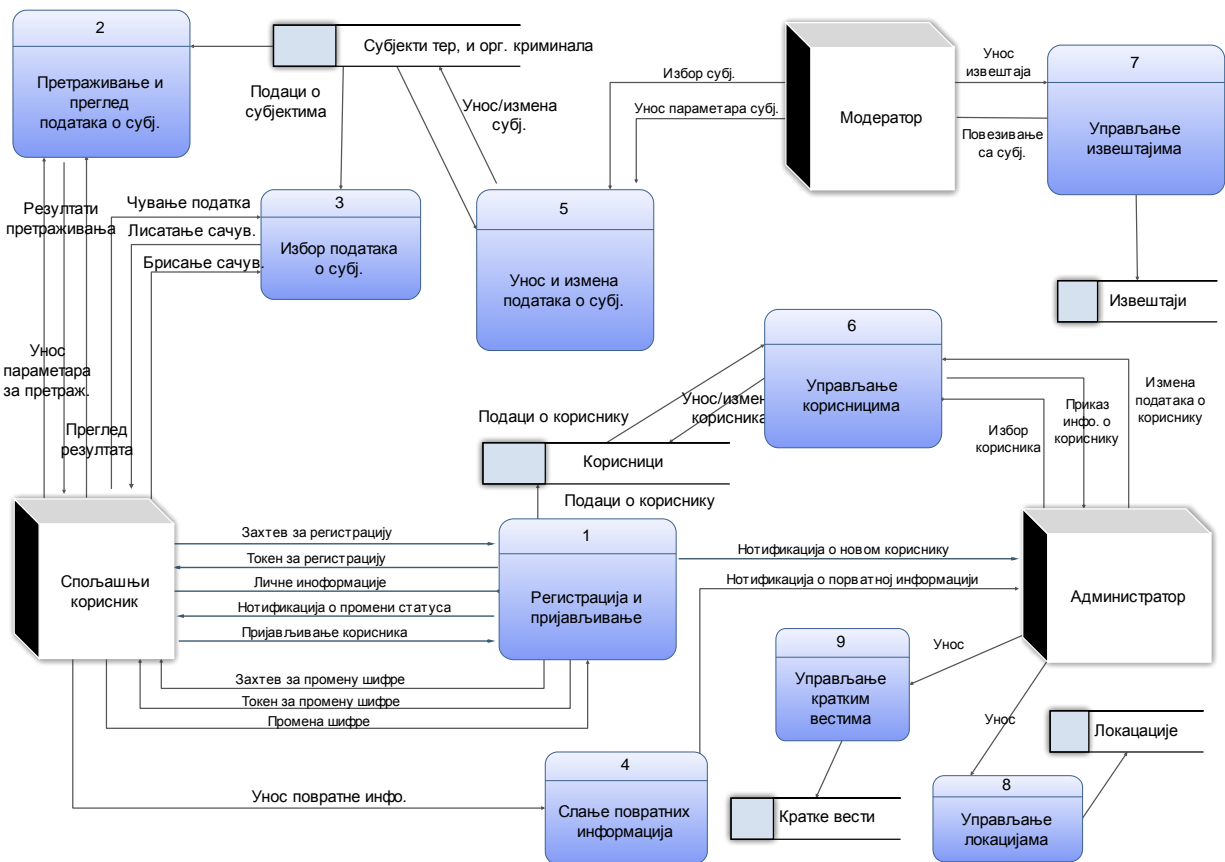 2
Претраживање и
преглед
података о субј.
Субјекти тер, и орг. криминала
Подаци о
субјектима
Унос/измена
субј.
Избор субј.
Унос параметара субј.
Модератор
Унос
извештаја
Повезивање
са субј.
7
Управљање
извештајима
Резултати
претраживања
Чување податка
Лисатање сачув.
Брисање сачув.
3
Избор података
о субј.
5
Унос и измена
података о субј.
Извештаји
Унос
параметара
за претраж.
Преглед
резултата
6
Управљање
корисницима
Подаци о кориснику
Унос/измена
корисника
Избор
корисника
Приказ
инфо. о
кориснику
Измена
података о
кориснику
Корисници
Подаци о кориснику
Спољашњи
корисник
Захтев за регистрацију
Токен за регистрацију
Личне иноформације
Нотификација о промени статуса
Пријављивање корисника
1
Регистрација и
пријављивање
Нотификација о новом кориснику
Нотификација о порватној информацији
Администратор
Захтев за промену шифре
Токен за промену шифре
Промена шифре
9
Управљање
кратким
вестима
Унос
Унос
Локацације
Унос повратне инфо.
4
Слање повратних
информација
Кратке вести
8
Управљање
локацијама